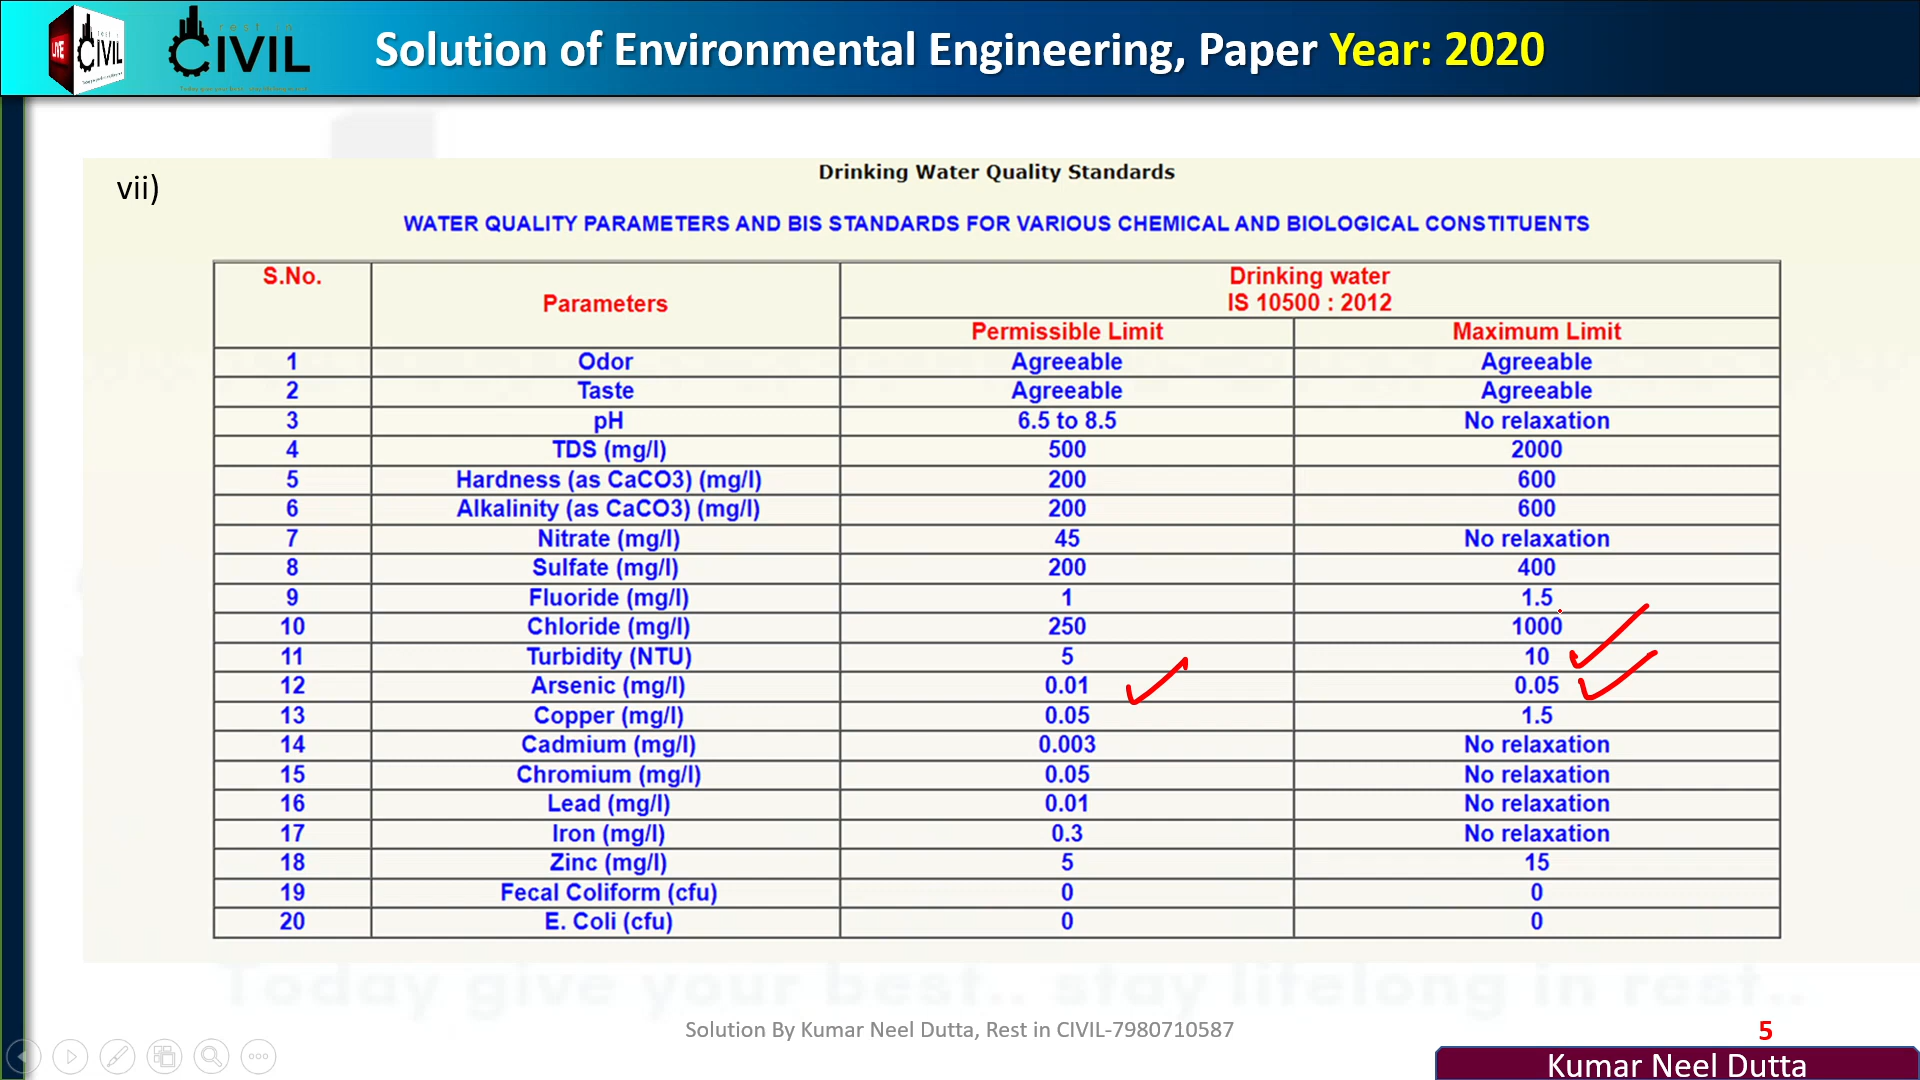 LIVE
rest in
CIVIL
rest in
CIVIL
Solution of Environmental Engineering, Paper Year: 2020
vii)
Drinking Water Quality Standards
WATER QUALITY PARAMETERS AND BIS STANDARDS FOR VARIOUS CHEMICAL AND BIOLOGICAL CONSTITUENTS
S.No. Parameters Drinking water
IS 10500 : 2012
Permissible Limit Maximum Limit
1 Odor Agreeable Agreeable
2 Taste Agreeable Agreeable
3 pH 6.5 to 8.5 No relaxation
4 TDS (mg/l) 500 2000
5 Hardness (as CaCO3) (mg/l) 200 600
6 Alkalinity (as CaCO3) (mg/l) 200 600
7 Nitrate (mg/l) 45 No relaxation
8 Sulfate (mg/l) 200 400
9 Fluoride (mg/l) 1 1.5
10 Chloride (mg/l) 250 1000
11 Turbidity (NTU) 5 10
12 Arsenic (mg/l) 0.01 0.05
13 Copper (mg/l) 0.05 1.5
14 Cadmium (mg/l) 0.003 No relaxation
15 Chromium (mg/l) 0.05 No relaxation
16 Lead (mg/l) 0.01 No relaxation
17 Iron (mg/l) 0.3 No relaxation
18 Zinc (mg/l) 5 15
19 Fecal Coliform (cfu) 0 0
20 E. Coli (cfu) 0 0
Today give your best.. stay lifelong in rest..
Solution By Kumar Neel Dutta, Rest in CIVIL-7980710587
5
Kumar Neel Dutta